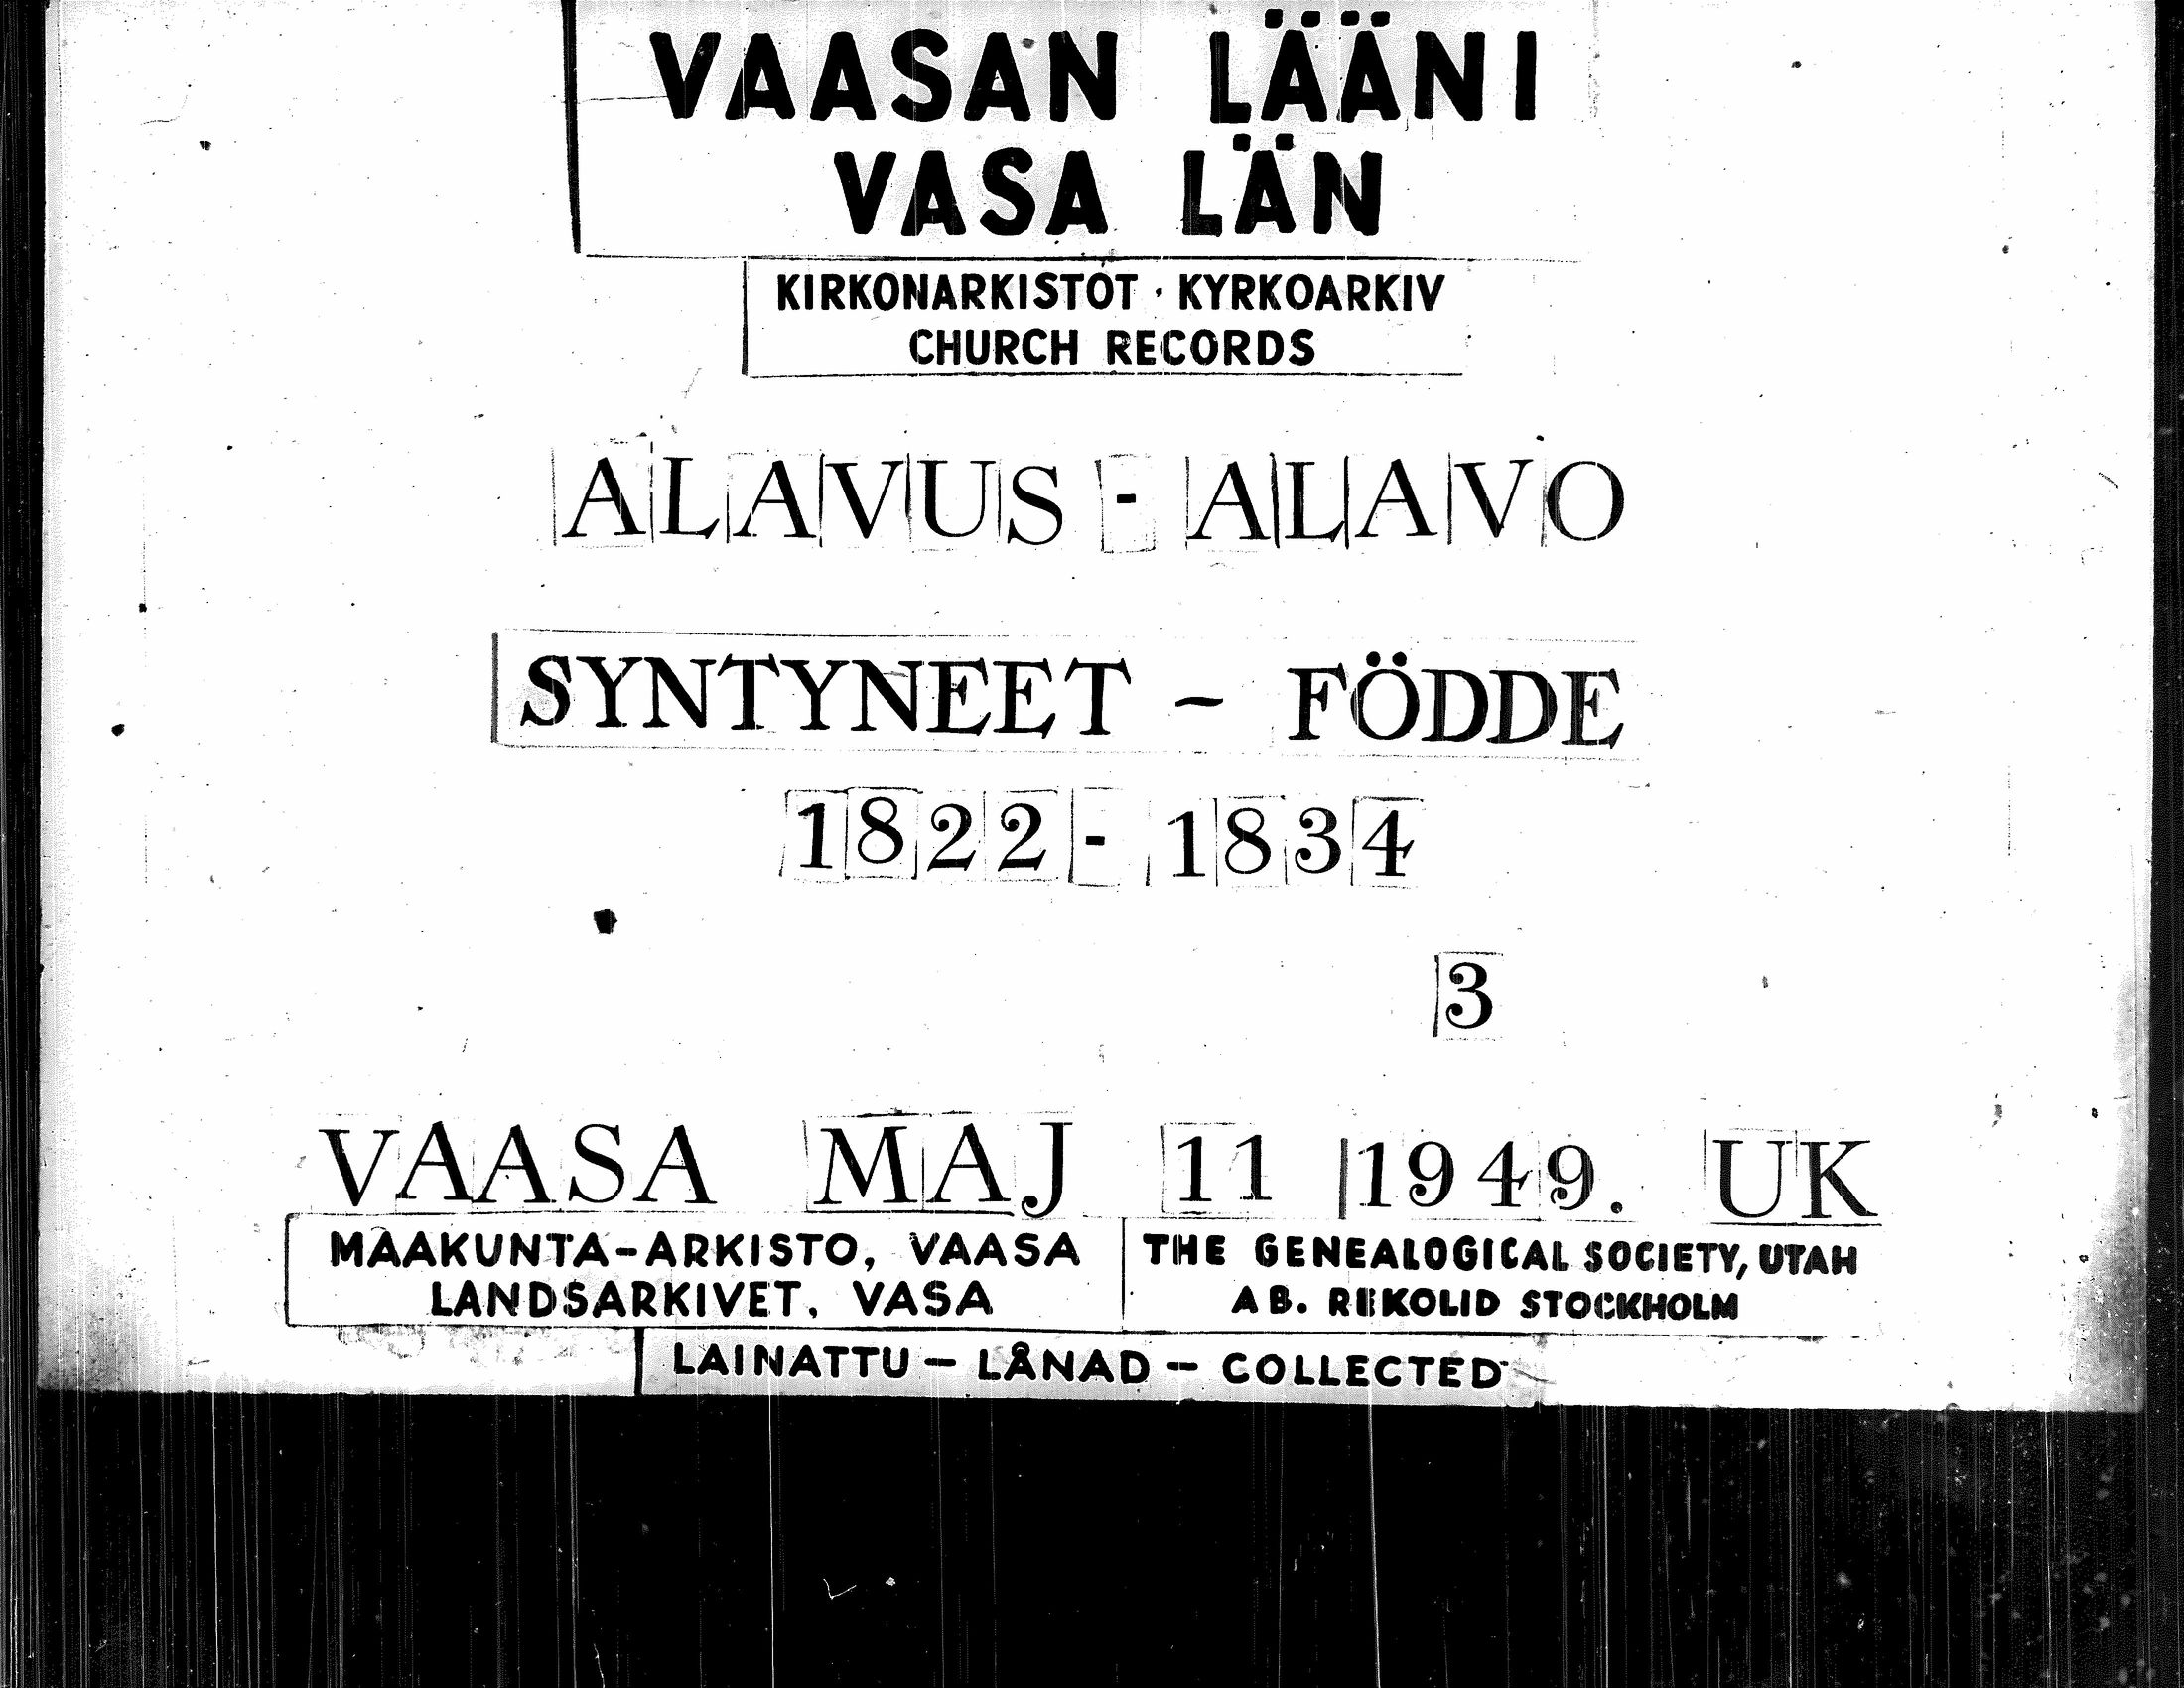 VAASAN LÄÄNI
VASA LÄN
KIRKONARKISTOT · KYRKOARKIV
CHURCH RECORDS
ALAVUS - ALAVO
SYNTYNEET - FÖDDE
1822 - 1834
3
VAASA MAJ 11 1949. UK
MAAKUNTA-ARKISTO, VAASA
LANDSARKIVET, VASA
THE GENEALOGICAL SOCIETY, UTAH
AB. REKOLID STOCKHOLM
LAINATTU - LÅNAD - COLLECTED